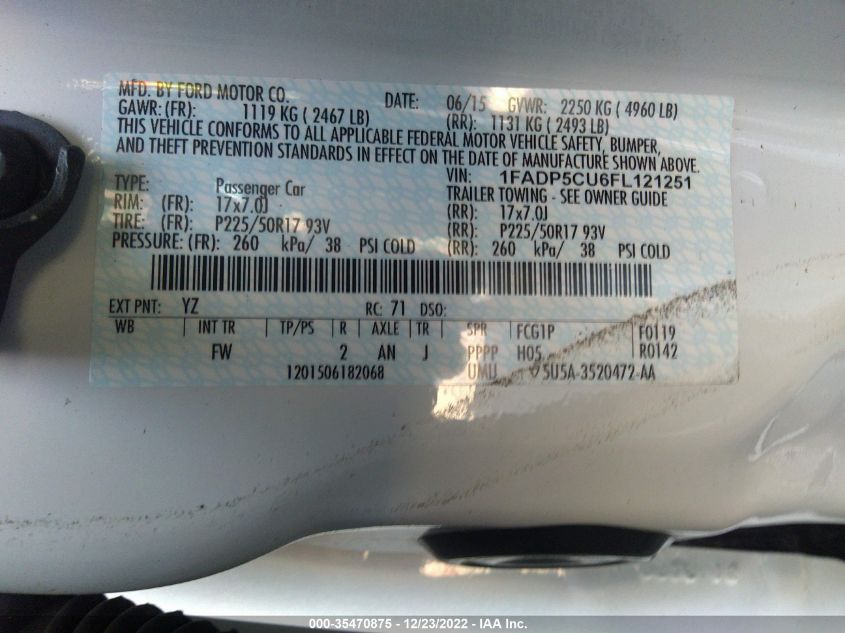 MFD. BY FORD MOTOR CO.
DATE: 06/15 GVWR: 2250 KG ( 4960 LB)
GAWR: (FR): 1119 KG ( 2467 LB) (RR): 1131 KG ( 2493 LB)
THIS VEHICLE CONFORMS TO ALL APPLICABLE FEDERAL MOTOR VEHICLE SAFETY, BUMPER,
AND THEFT PREVENTION STANDARDS IN EFFECT ON THE DATE OF MANUFACTURE SHOWN ABOVE.
VIN: 1FADP5CU6FL121251
TYPE: Passenger Car TRAILER TOWING - SEE OWNER GUIDE
RIM: (FR): 17x7.0J (RR): 17x7.0J
TIRE: (FR): P225/50R17 93V (RR): P225/50R17 93V
PRESSURE: (FR): 260 kPa/ 38 PSI COLD (RR): 260 kPa/ 38 PSI COLD
EXT PNT: YZ RC: 71 DSO:
WB INT TR TP/PS R AXLE TR SPR FCG1P F0119
FW 2 AN J PPPP H05 R0142
1201506182068 UMU 5U5A-3520472-AA
000-35470875 - 12/23/2022 - IAA Inc.